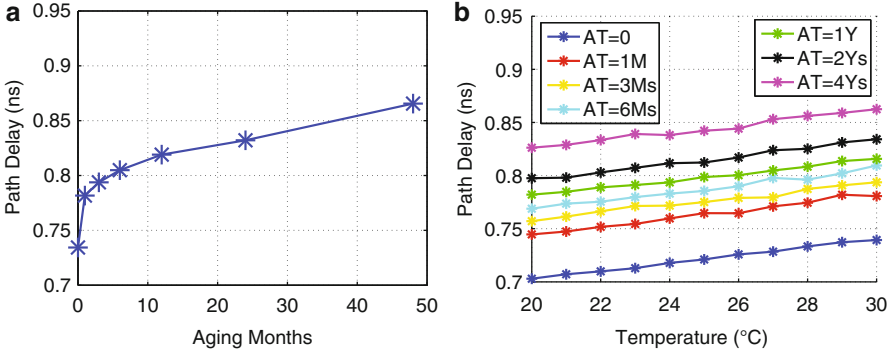 a
0.95
0.9
0.85
0.8
0.75
0.7
0
10
20
30
40
50
Path Delay (ns)
Aging Months
b
0.95
0.9
0.85
0.8
0.75
0.7
20
22
24
26
28
30
Path Delay (ns)
Temperature (°C)
AT=0
AT=1M
AT=3Ms
AT=6Ms
AT=1Y
AT=2Ys
AT=4Ys